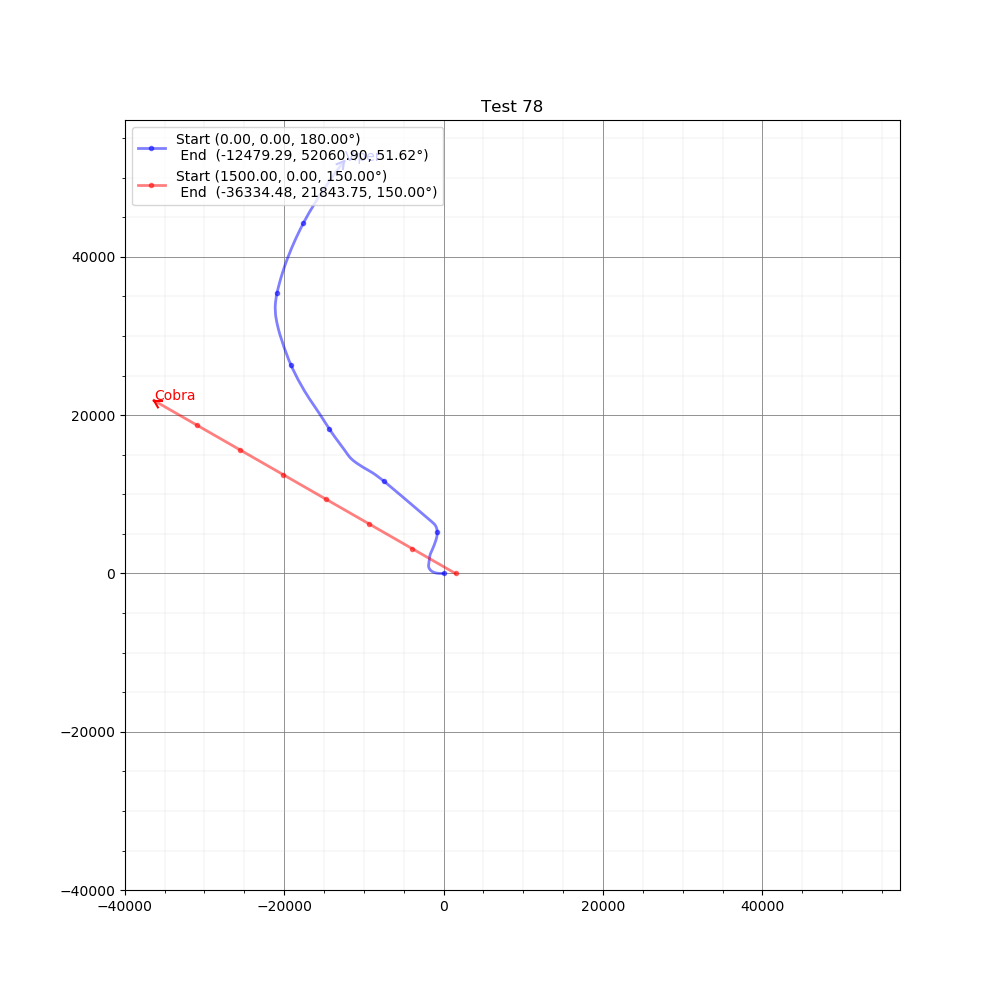 Test 78
Start (0.00, 0.00, 180.00°)
End (-12479.29, 52060.90, 51.62°)
Start (1500.00, 0.00, 150.00°)
End (-36334.48, 21843.75, 150.00°)
Cobra
40000
20000
0
−20000
−40000
−40000 −20000 0 20000 40000